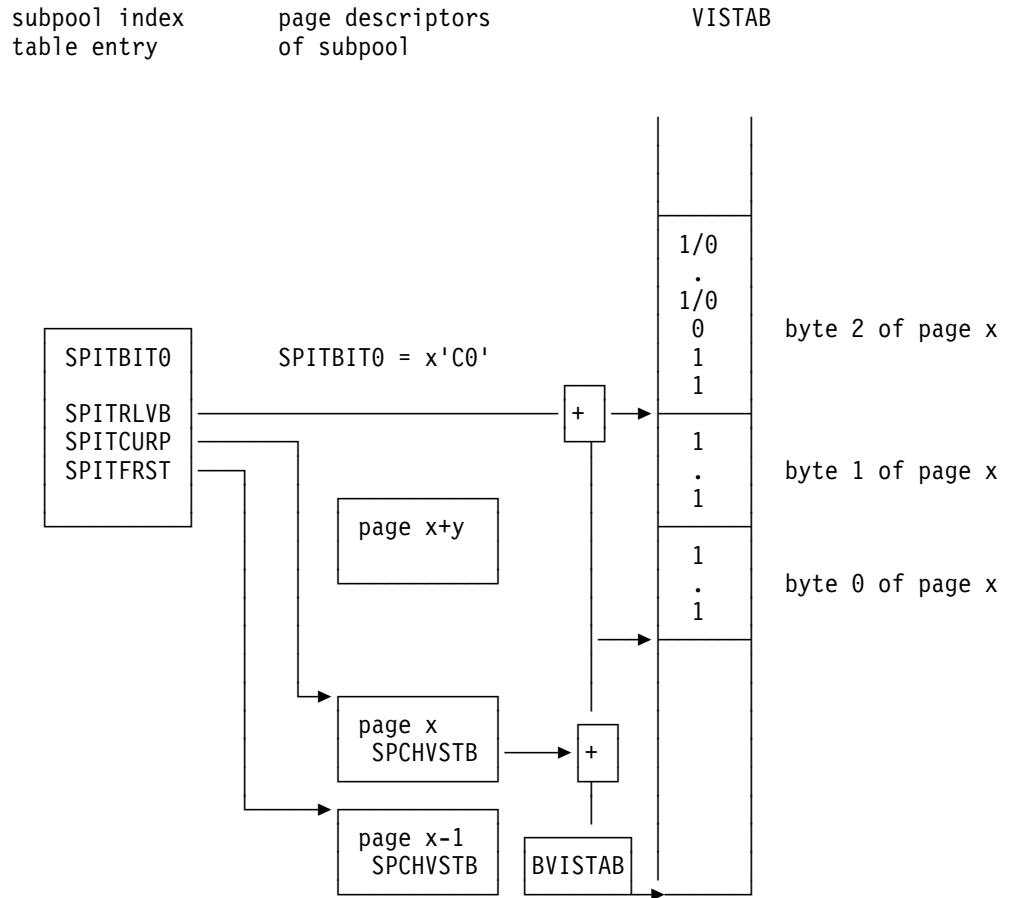 subpool index page descriptors VISTAB
table entry of subpool
1/0
.
1/0
0 byte 2 of page x
SPITBIT0 SPITBIT0 = x'C0' 1
1
SPITRLVB + 
SPITCURP 1
SPITFRST . byte 1 of page x
1
page x+y
1
. byte 0 of page x
1
page x
SPCHVSTB +
page x-1
SPCHVSTB BVISTAB